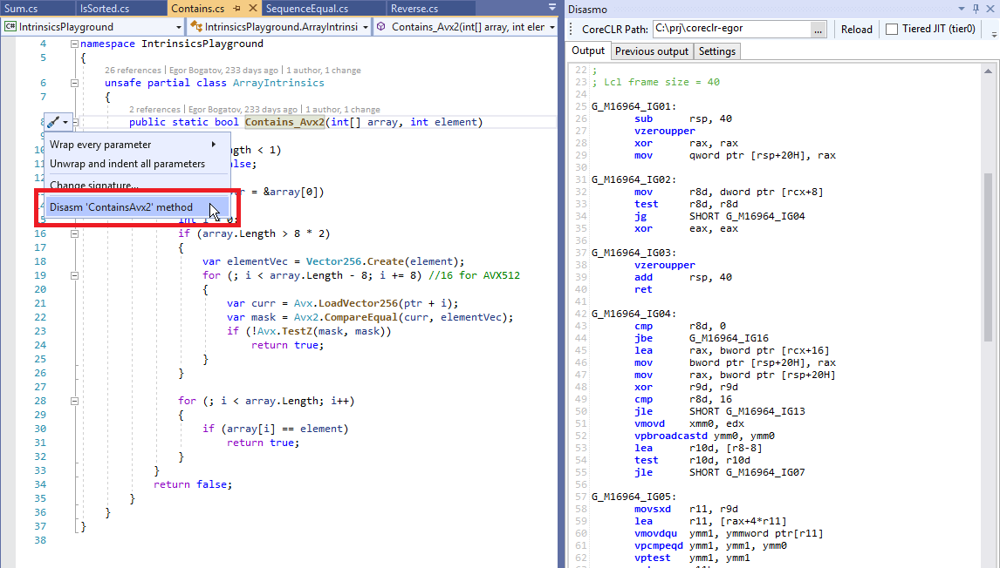 Sum.cs IsSorted.cs Contains.cs SequenceEqual.cs Reverse.cs
C# IntrinsicsPlayground IntrinsicsPlayground.ArrayIntrinsi Contains_Avx2(int[] array, int elem
4 namespace IntrinsicsPlayground
5 {
26 references | Egor Bogatov, 233 days ago | 1 author, 1 change
6 unsafe partial class ArrayIntrinsics
7 {
2 references | Egor Bogatov, 233 days ago | 1 author, 1 change
8 public static bool Contains_Avx2(int[] array, int element)
Wrap every parameter
10 ngth < 1)
Unwrap and indent all parameters
11 lse;
12
Change signature...
r = &array[0])
Disasm 'ContainsAvx2' method
int i = 0;
16 if (array.Length > 8 * 2)
17 {
18 var elementVec = Vector256.Create(element);
19 for (; i < array.Length - 8; i += 8) //16 for AVX512
20 {
21 var curr = Avx.LoadVector256(ptr + i);
22 var mask = Avx2.CompareEqual(curr, elementVec);
23 if (!Avx.TestZ(mask, mask))
24 return true;
25 }
26 }
27
28 for (; i < array.Length; i++)
29 {
30 if (array[i] == element)
31 return true;
32 }
33 }
34 return false;
35 }
36 }
37 }
38
Disasmo
CoreCLR Path: C:\prj\coreclr-egor ... Reload Tiered JIT (tier0)
Output Previous output Settings
22 ;
23 ; Lcl frame size = 40
24
25 G_M16964_IG01:
26 sub rsp, 40
27 vzeroupper
28 xor rax, rax
29 mov qword ptr [rsp+20H], rax
30
31 G_M16964_IG02:
32 mov r8d, dword ptr [rcx+8]
33 test r8d, r8d
34 jg SHORT G_M16964_IG04
35 xor eax, eax
36
37 G_M16964_IG03:
38 vzeroupper
39 add rsp, 40
40 ret
41
42 G_M16964_IG04:
43 cmp r8d, 0
44 jbe G_M16964_IG16
45 lea rax, bword ptr [rcx+16]
46 mov bword ptr [rsp+20H], rax
47 mov rax, bword ptr [rsp+20H]
48 xor r9d, r9d
49 cmp r8d, 16
50 jle SHORT G_M16964_IG13
51 vmovd xmm0, edx
52 vpbroadcastd ymm0, ymm0
53 lea r10d, [r8-8]
54 test r10d, r10d
55 jle SHORT G_M16964_IG07
56
57 G_M16964_IG05:
58 movsxd r11, r9d
59 lea r11, [rax+4*r11]
60 vmovdqu ymm1, ymmword ptr[r11]
61 vpcmpeqd ymm1, ymm1, ymm0
62 vptest ymm1, ymm1